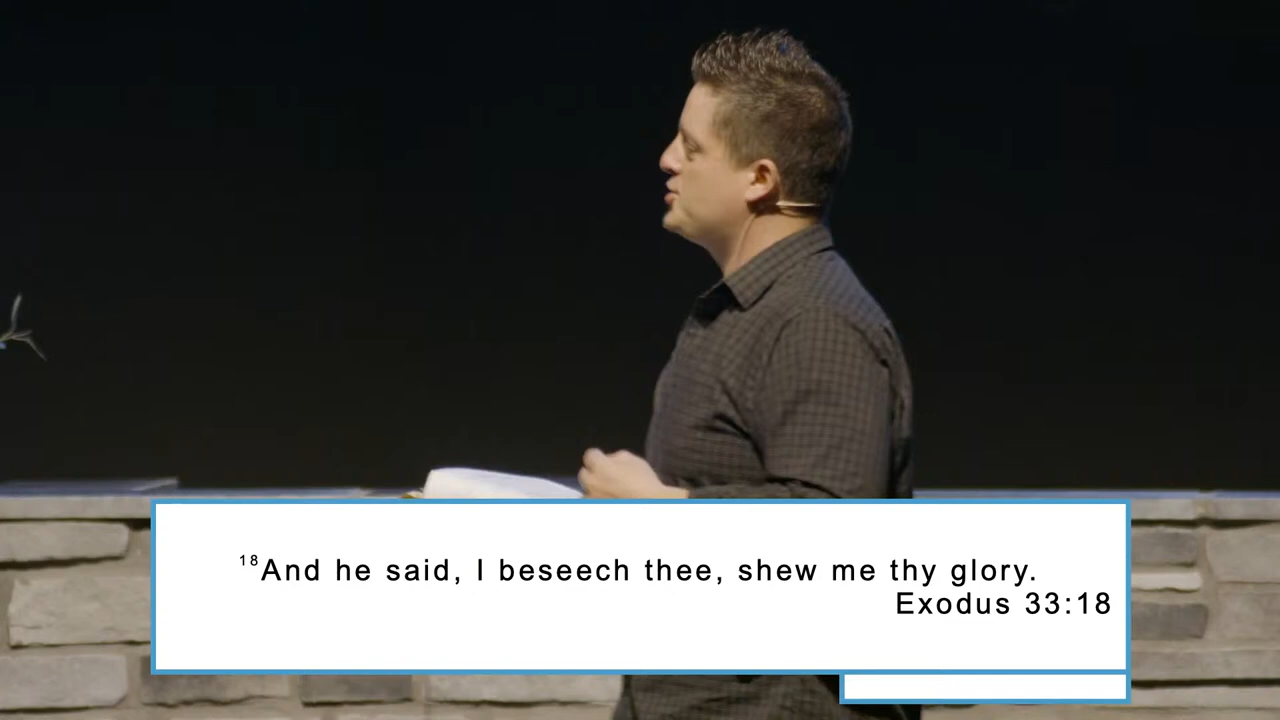 ¹⁸And he said, I beseech thee, shew me thy glory.
Exodus 33:18